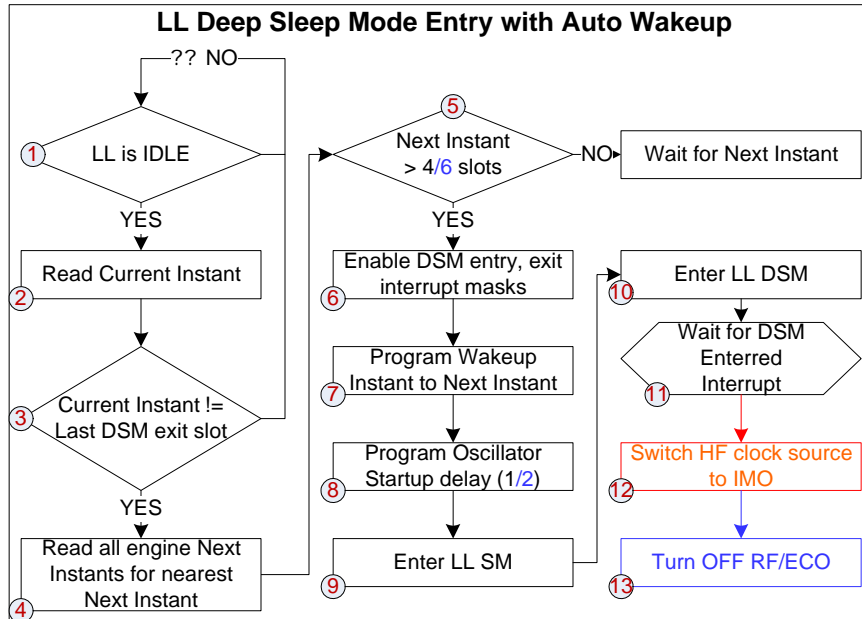 LL Deep Sleep Mode Entry with Auto Wakeup
?? NO
1
LL is IDLE
YES
2
Read Current Instant
3
Current Instant !=
Last DSM exit slot
YES
4
Read all engine Next
Instants for nearest
Next Instant
5
Next Instant
> 4/6 slots
NO
Wait for Next Instant
YES
6
Enable DSM entry, exit
interrupt masks
7
Program Wakeup
Instant to Next Instant
8
Program Oscillator
Startup delay (1/2)
9
Enter LL SM
10
Enter LL DSM
11
Wait for DSM
Enterred
Interrupt
12
Switch HF clock source
to IMO
13
Turn OFF RF/ECO